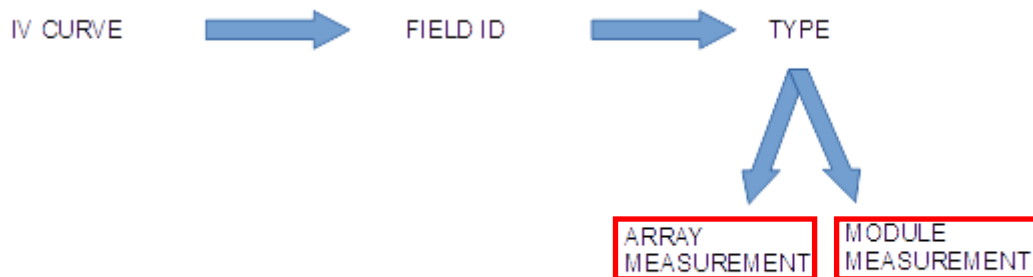 IV CURVE
FIELD ID
TYPE
ARRAY
MEASUREMENT
MODULE
MEASUREMENT